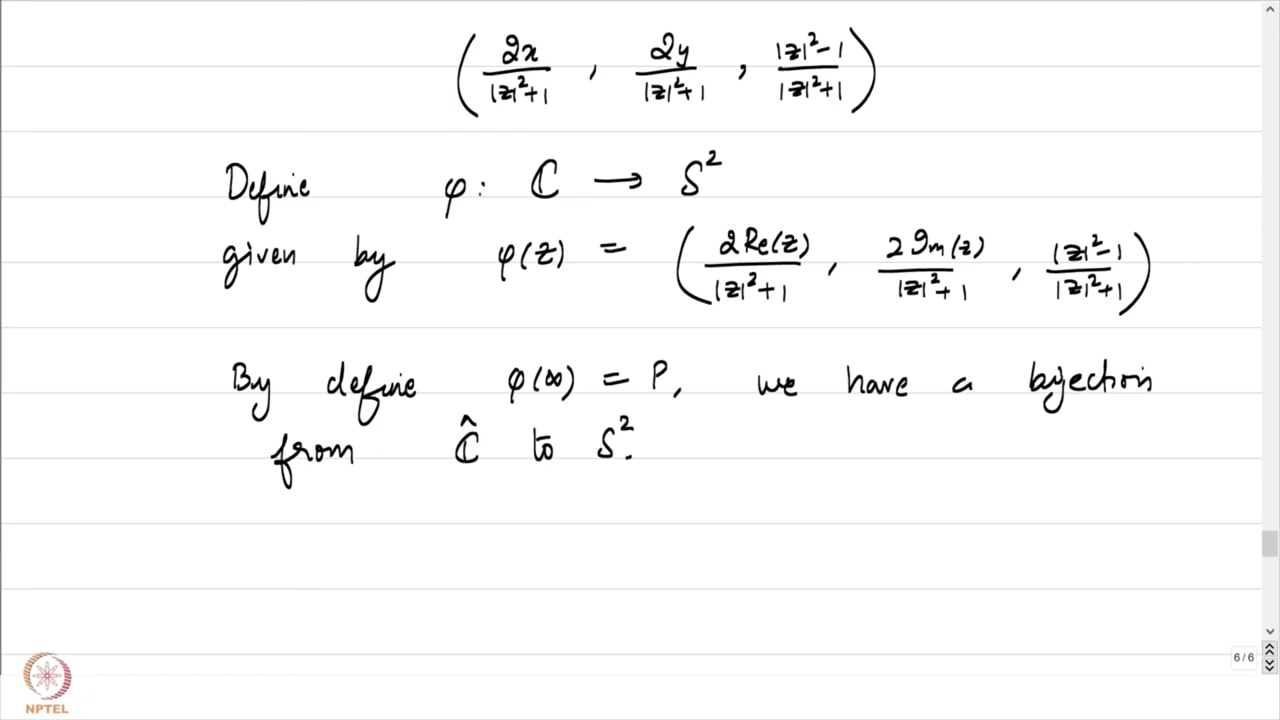 ( 2x / |z|²+1 , 2y / |z|²+1 , |z|²-1 / |z|²+1 )
Define φ: ℂ ⟶ S²
given by φ(z) = ( 2Re(z) / |z|²+1 , 2Im(z) / |z|²+1 , |z|²-1 / |z|²+1 )
By define φ(∞) = P, we have a bijection
from ℂ̂ to S².
6 / 6
NPTEL